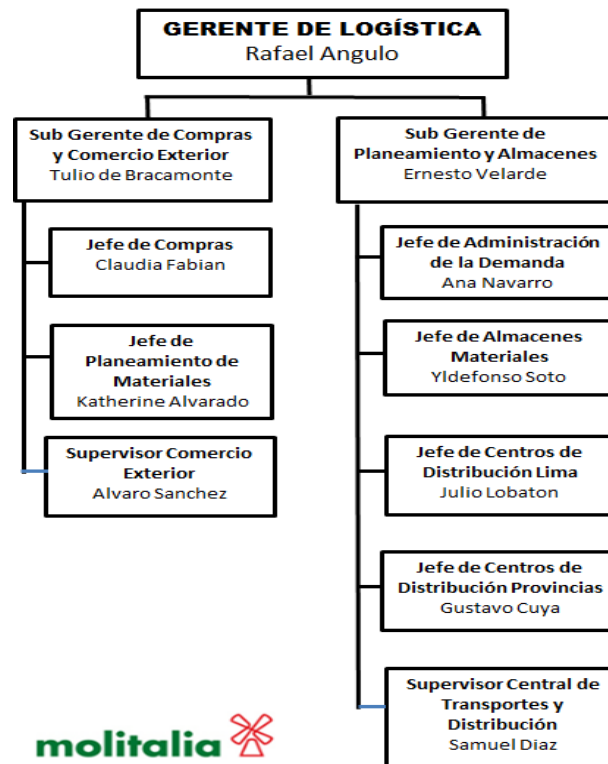 GERENTE DE LOGÍSTICA
Rafael Angulo
Sub Gerente de Compras
y Comercio Exterior
Tulio de Bracamonte
Jefe de Compras
Claudia Fabian
Jefe de
Planeamiento de
Materiales
Katherine Alvarado
Supervisor Comercio
Exterior
Alvaro Sanchez
Sub Gerente de
Planeamiento y Almacenes
Ernesto Velarde
Jefe de Administración
de la Demanda
Ana Navarro
Jefe de Almacenes
Materiales
Yldefonso Soto
Jefe de Centros de
Distribución Lima
Julio Lobaton
Jefe de Centros de
Distribución Provincias
Gustavo Cuya
Supervisor Central de
Transportes y
Distribución
Samuel Diaz
molitalia